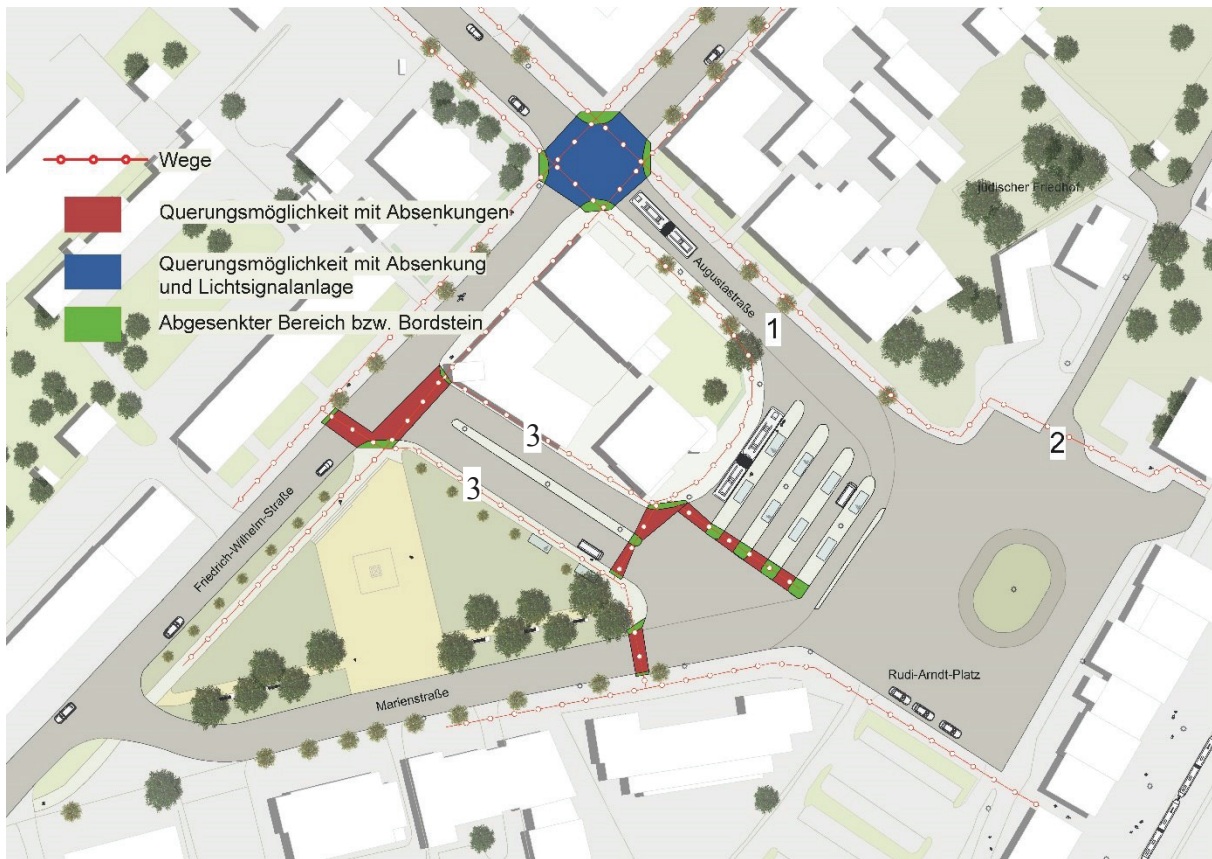 jüdischer Friedhof
Wege
Querungsmöglichkeit mit Absenkungen
Querungsmöglichkeit mit Absenkung
und Lichtsignalanlage
Abgesenkter Bereich bzw. Bordstein
Augustastraße
1
2
3
3
Friedrich-Wilhelm-Straße
Marienstraße
Rudi-Arndt-Platz